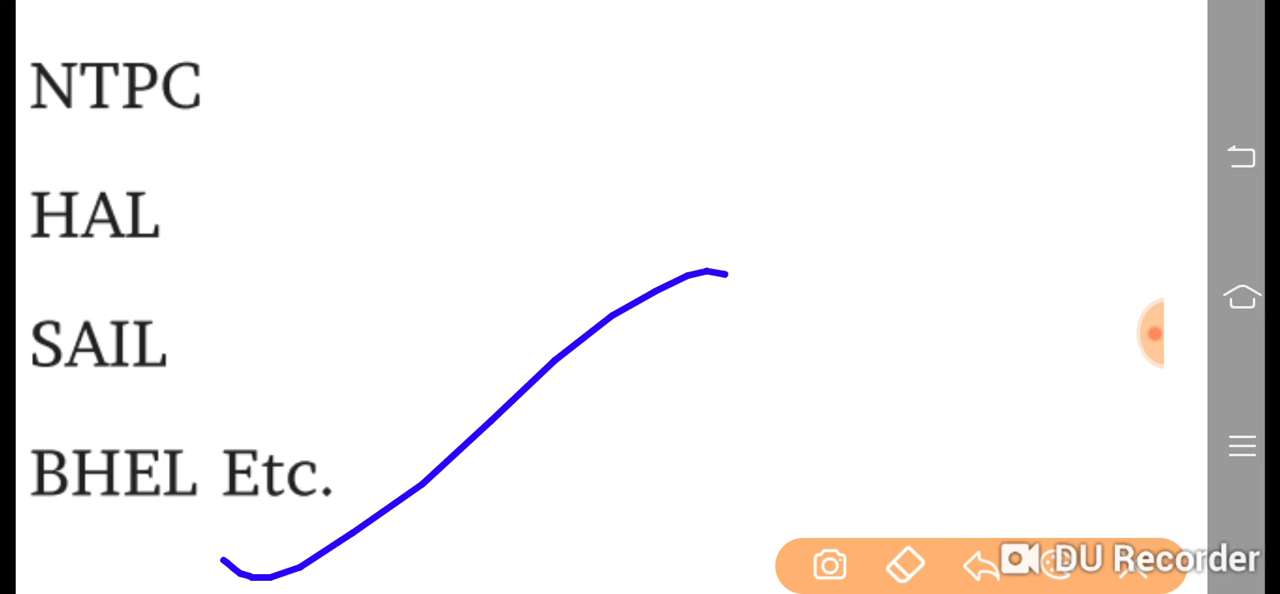 NTPC
HAL
SAIL
BHEL Etc.
DU Recorder